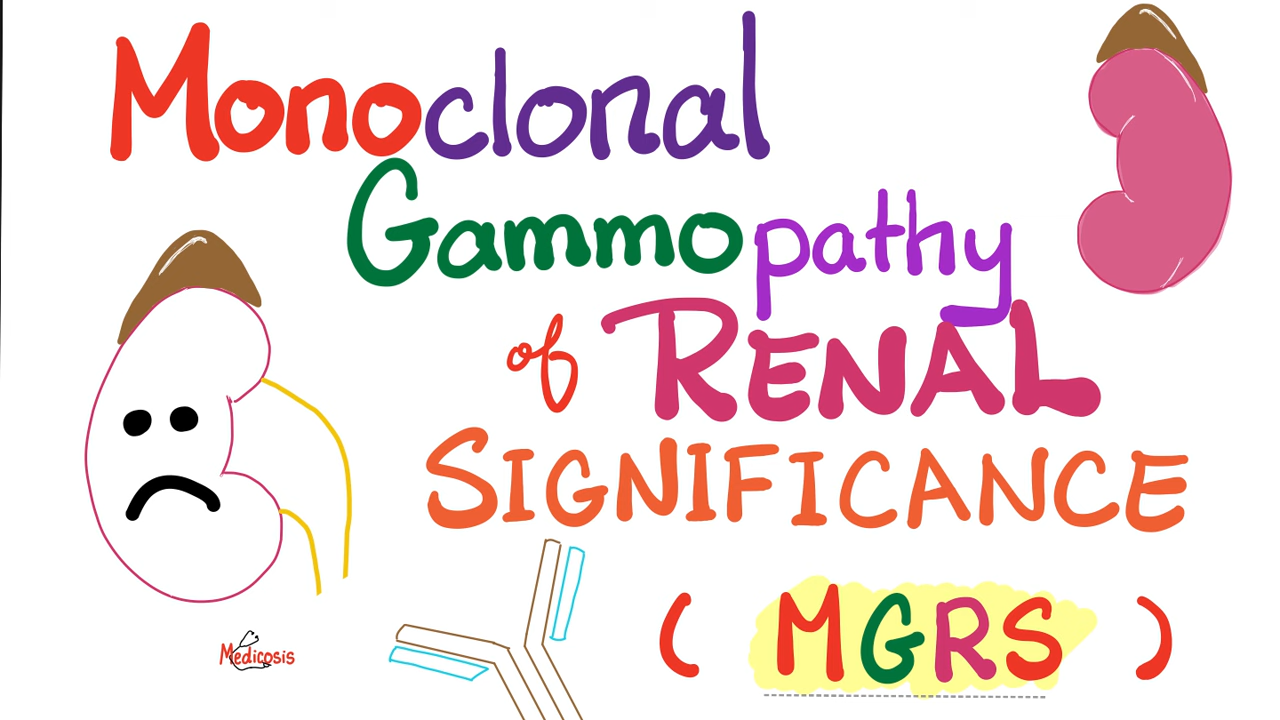 Monoclonal
Gammopathy
of RENAL
SIGNIFICANCE
(MGRS)
Medicosis